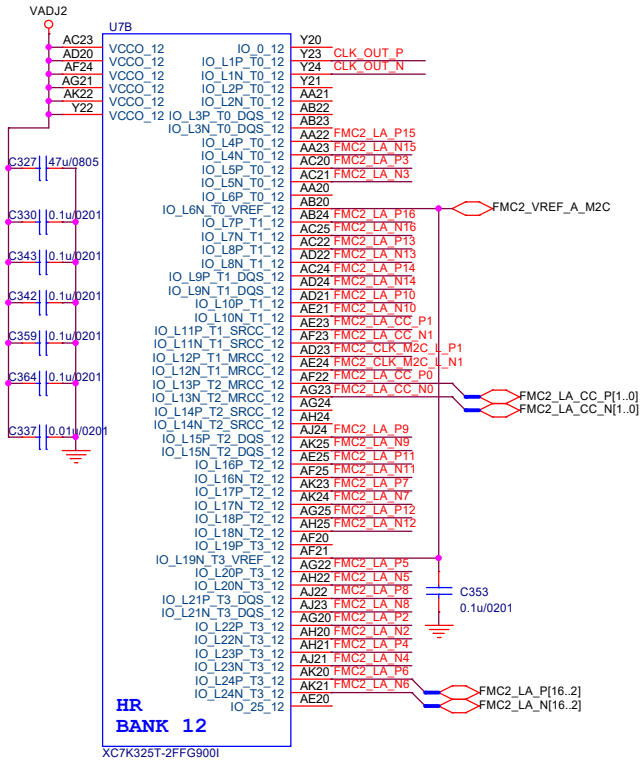 VADJ2
U7B
AC23 VCCO_12 IO_0_12 Y20
AD20 VCCO_12 IO_L1P_T0_12 Y23 CLK_OUT_P
AF24 VCCO_12 IO_L1N_T0_12 Y24 CLK_OUT_N
AG21 VCCO_12 IO_L2P_T0_12 Y21
AK22 VCCO_12 IO_L2N_T0_12 AA21
Y22 VCCO_12 IO_L3P_T0_DQS_12 AB22
IO_L3N_T0_DQS_12 AB23
IO_L4P_T0_12 AA22 FMC2_LA_P15
IO_L4N_T0_12 AA23 FMC2_LA_N15
C327 47u/0805 IO_L5P_T0_12 AC20 FMC2_LA_P3
IO_L5N_T0_12 AC21 FMC2_LA_N3
IO_L6P_T0_12 AA20
IO_L6N_T0_VREF_12 AB20 FMC2_VREF_A_M2C
C330 0.1u/0201 IO_L7P_T1_12 AB24 FMC2_LA_P16
IO_L7N_T1_12 AC25 FMC2_LA_N16
IO_L8P_T1_12 AC22 FMC2_LA_P13
C343 0.1u/0201 IO_L8N_T1_12 AD22 FMC2_LA_N13
IO_L9P_T1_DQS_12 AC24 FMC2_LA_P14
IO_L9N_T1_DQS_12 AD24 FMC2_LA_N14
C342 0.1u/0201 IO_L10P_T1_12 AD21 FMC2_LA_P10
IO_L10N_T1_12 AE21 FMC2_LA_N10
IO_L11P_T1_SRCC_12 AE23 FMC2_LA_CC_P1
C359 0.1u/0201 IO_L11N_T1_SRCC_12 AF23 FMC2_LA_CC_N1
IO_L12P_T1_MRCC_12 AD23 FMC2_CLK_M2C_L_P1
IO_L12N_T1_MRCC_12 AE24 FMC2_CLK_M2C_L_N1
C364 0.1u/0201 IO_L13P_T2_MRCC_12 AF22 FMC2_LA_CC_P0
IO_L13N_T2_MRCC_12 AG23 FMC2_LA_CC_N0 FMC2_LA_CC_P[1..0]
IO_L14P_T2_SRCC_12 AG24 FMC2_LA_CC_N[1..0]
IO_L14N_T2_SRCC_12 AH24
C337 0.01u/0201 IO_L15P_T2_DQS_12 AJ24 FMC2_LA_P9
IO_L15N_T2_DQS_12 AK25 FMC2_LA_N9
IO_L16P_T2_12 AE25 FMC2_LA_P11
IO_L16N_T2_12 AF25 FMC2_LA_N11
IO_L17P_T2_12 AK23 FMC2_LA_P7
IO_L17N_T2_12 AK24 FMC2_LA_N7
IO_L18P_T2_12 AG25 FMC2_LA_P12
IO_L18N_T2_12 AH25 FMC2_LA_N12
IO_L19P_T3_12 AF20
IO_L19N_T3_VREF_12 AF21
IO_L20P_T3_12 AG22 FMC2_LA_P5
IO_L20N_T3_12 AH22 FMC2_LA_N5
IO_L21P_T3_DQS_12 AJ22 FMC2_LA_P8 C353
IO_L21N_T3_DQS_12 AJ23 FMC2_LA_N8 0.1u/0201
IO_L22P_T3_12 AG20 FMC2_LA_P2
IO_L22N_T3_12 AH20 FMC2_LA_N2
IO_L23P_T3_12 AH21 FMC2_LA_P4
IO_L23N_T3_12 AJ21 FMC2_LA_N4
IO_L24P_T3_12 AK20 FMC2_LA_P6
IO_L24N_T3_12 AK21 FMC2_LA_N6 FMC2_LA_P[16..2]
HR IO_25_12 AE20 FMC2_LA_N[16..2]
BANK 12
XC7K325T-2FFG900I